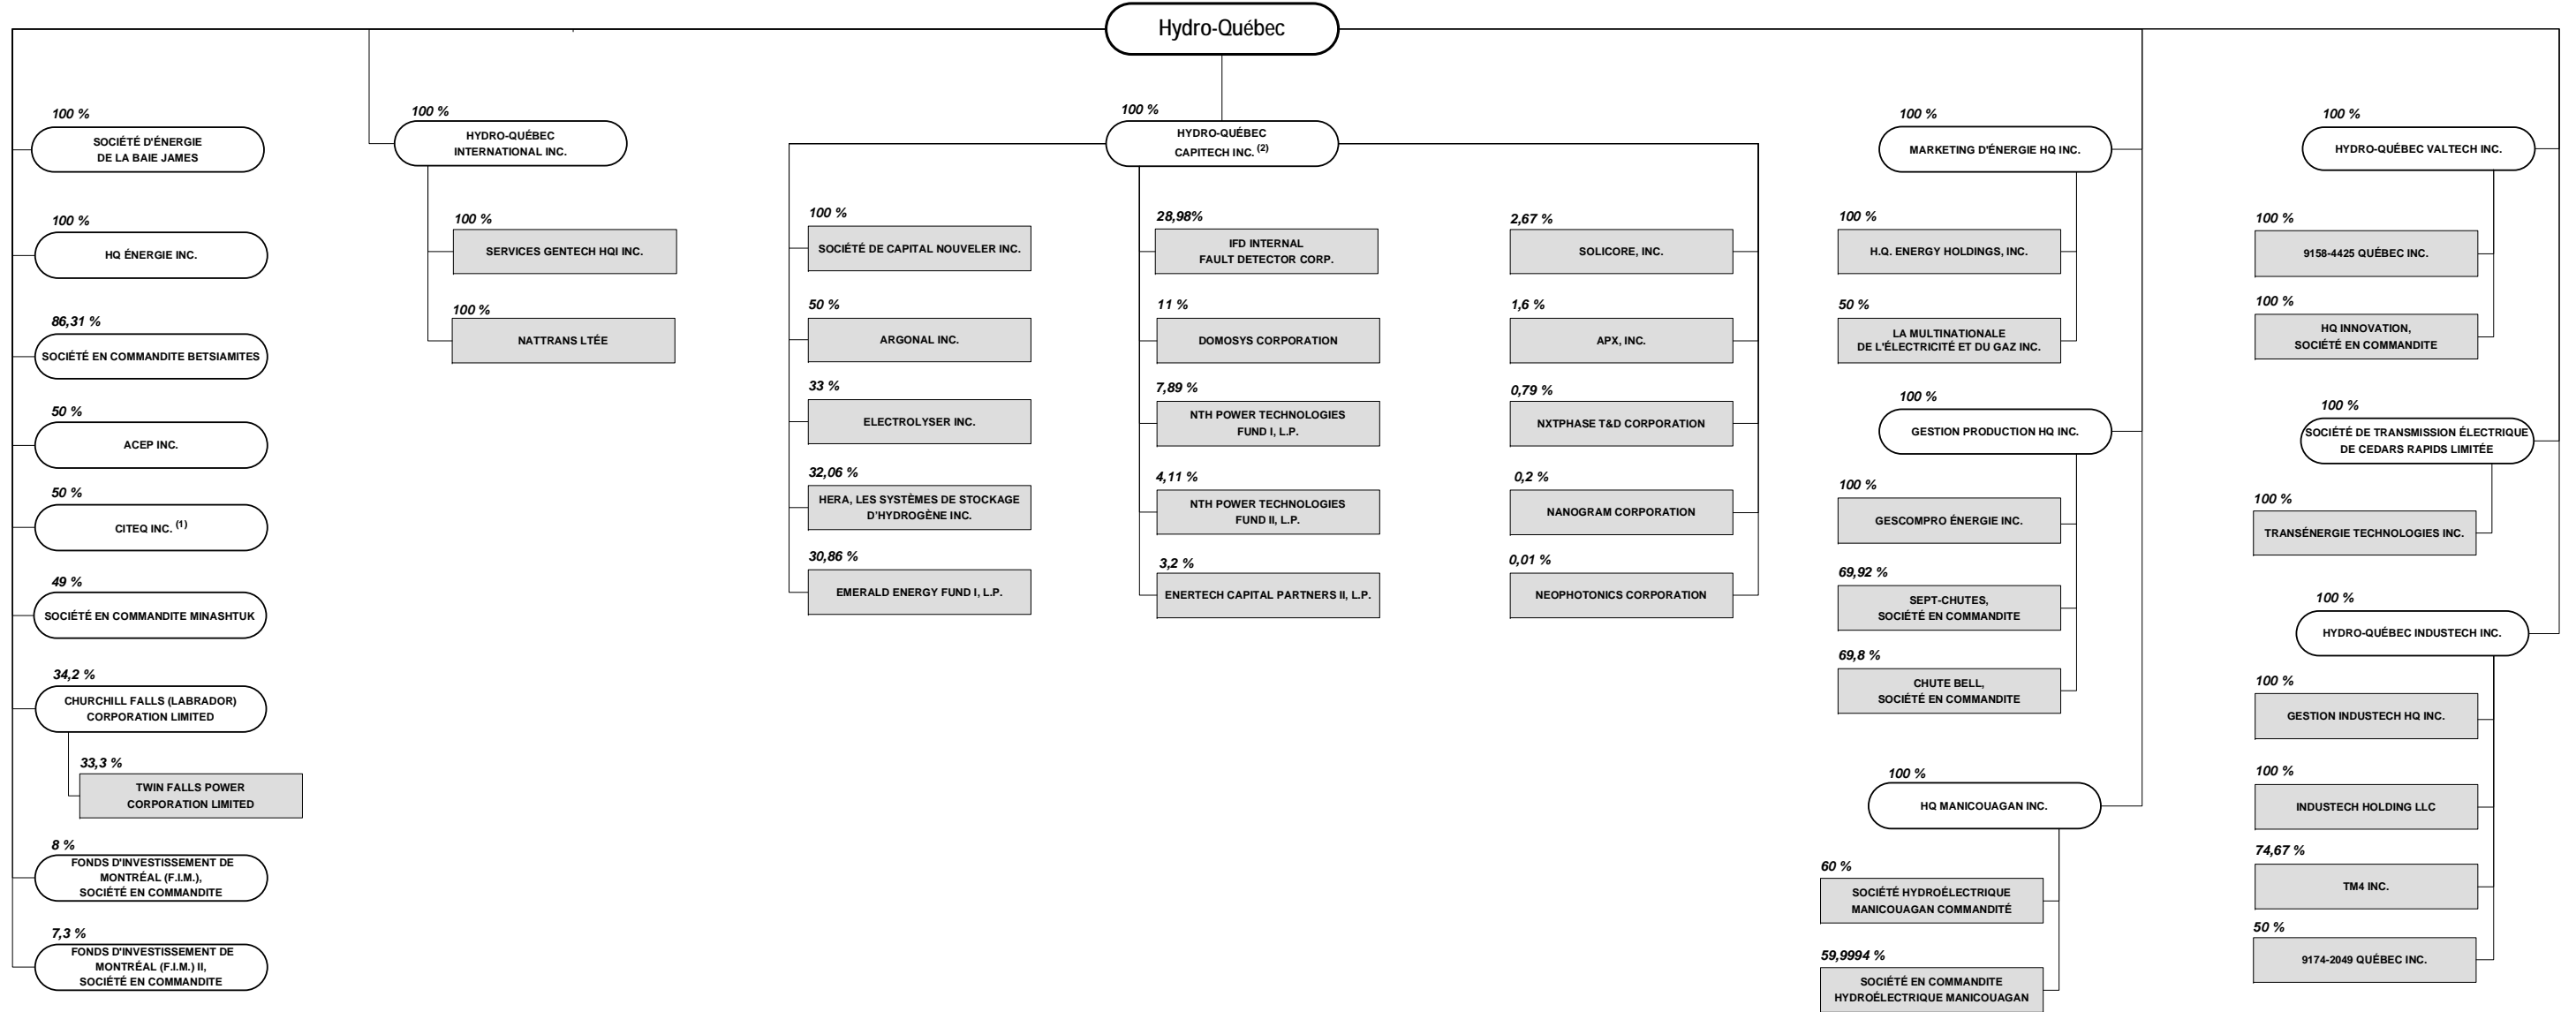 Hydro-Québec
100 %
SOCIÉTÉ D'ÉNERGIE
DE LA BAIE JAMES
100 %
HQ ÉNERGIE INC.
86,31 %
SOCIÉTÉ EN COMMANDITE BETSIAMITES
50 %
ACEP INC.
50 %
CITEQ INC. (1)
49 %
SOCIÉTÉ EN COMMANDITE MINASHTUK
34,2 %
CHURCHILL FALLS (LABRADOR)
CORPORATION LIMITED
33,3 %
TWIN FALLS POWER
CORPORATION LIMITED
8 %
FONDS D'INVESTISSEMENT DE
MONTRÉAL (F.I.M.),
SOCIÉTÉ EN COMMANDITE
7,3 %
FONDS D'INVESTISSEMENT DE
MONTRÉAL (F.I.M.) II,
SOCIÉTÉ EN COMMANDITE
100 %
HYDRO-QUÉBEC
INTERNATIONAL INC.
100 %
SERVICES GENTECH HQI INC.
100 %
NATTRANS LTÉE
100 %
HYDRO-QUÉBEC
CAPITECH INC. (2)
100 %
SOCIÉTÉ DE CAPITAL NOUVELER INC.
50 %
ARGONAL INC.
33 %
ELECTROLYSER INC.
32,06 %
HERA, LES SYSTÈMES DE STOCKAGE
D'HYDROGÈNE INC.
30,86 %
EMERALD ENERGY FUND I, L.P.
28,98%
IFD INTERNAL
FAULT DETECTOR CORP.
11 %
DOMOSYS CORPORATION
7,89 %
NTH POWER TECHNOLOGIES
FUND I, L.P.
4,11 %
NTH POWER TECHNOLOGIES
FUND II, L.P.
3,2 %
ENERTECH CAPITAL PARTNERS II, L.P.
2,67 %
SOLICORE, INC.
1,6 %
APX, INC.
0,79 %
NXTPHASE T&D CORPORATION
0,2 %
NANOGRAM CORPORATION
0,01 %
NEOPHOTONICS CORPORATION
100 %
MARKETING D'ÉNERGIE HQ INC.
100 %
H.Q. ENERGY HOLDINGS, INC.
50 %
LA MULTINATIONALE
DE L'ÉLECTRICITÉ ET DU GAZ INC.
100 %
GESTION PRODUCTION HQ INC.
100 %
GESCOMPRO ÉNERGIE INC.
69,92 %
SEPT-CHUTES,
SOCIÉTÉ EN COMMANDITE
69,8 %
CHUTE BELL,
SOCIÉTÉ EN COMMANDITE
100 %
HQ MANICOUAGAN INC.
60 %
SOCIÉTÉ HYDROÉLECTRIQUE
MANICOUAGAN COMMANDITÉ
59,9994 %
SOCIÉTÉ EN COMMANDITE
HYDROÉLECTRIQUE MANICOUAGAN
100 %
HYDRO-QUÉBEC VALTECH INC.
100 %
9158-4425 QUÉBEC INC.
100 %
HQ INNOVATION,
SOCIÉTÉ EN COMMANDITE
100 %
SOCIÉTÉ DE TRANSMISSION ÉLECTRIQUE
DE CEDARS RAPIDS LIMITÉE
100 %
TRANSÉNERGIE TECHNOLOGIES INC.
100 %
HYDRO-QUÉBEC INDUSTECH INC.
100 %
GESTION INDUSTECH HQ INC.
100 %
INDUSTECH HOLDING LLC
74,67 %
TM4 INC.
50 %
9174-2049 QUÉBEC INC.